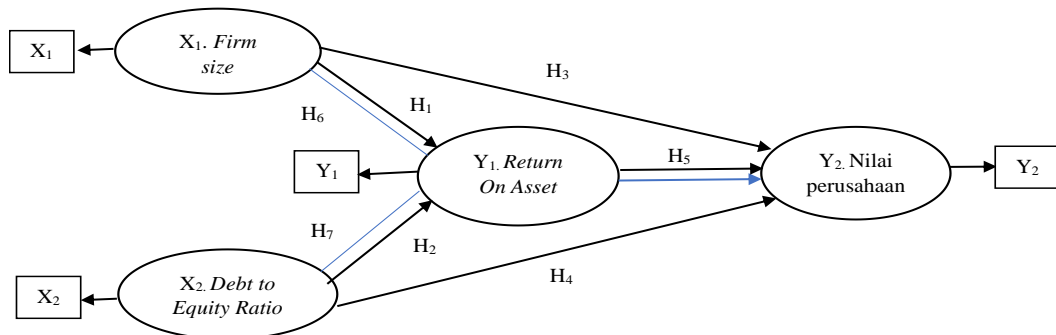 X1
X1. Firm
size
H3
H1
H6
Y1
Y1. Return
On Asset
H5
Y2. Nilai
perusahaan
Y2
H7
H2
H4
X2
X2. Debt to
Equity Ratio